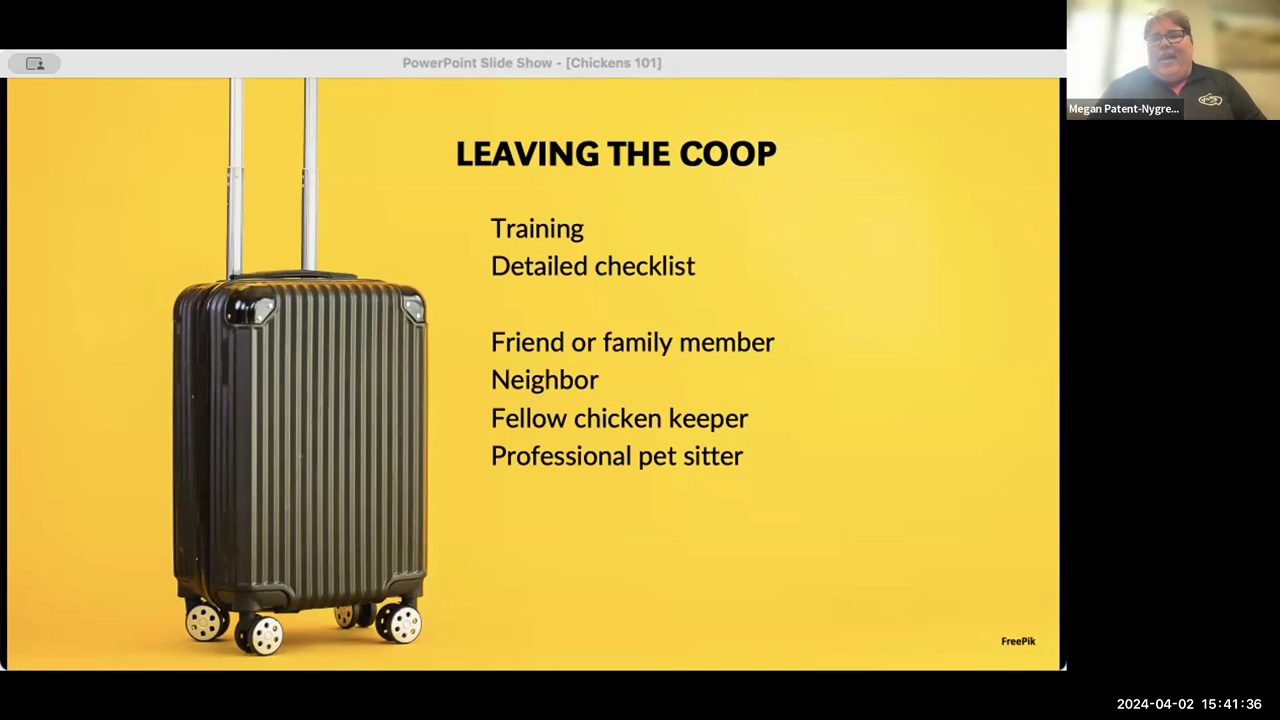 PowerPoint Slide Show - [Chickens 101]
Megan Patent-Nygre...
LEAVING THE COOP
Training
Detailed checklist
Friend or family member
Neighbor
Fellow chicken keeper
Professional pet sitter
FreePik
2024-04-02 15:41:36